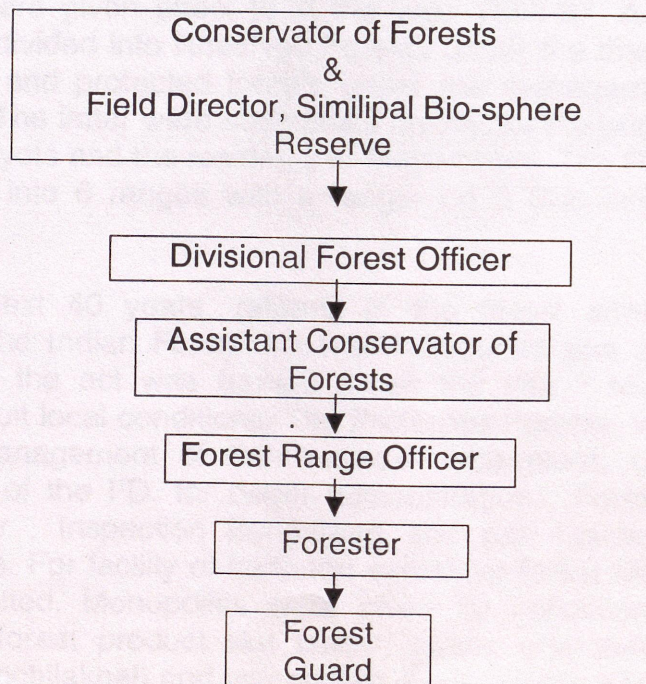 Conservator of Forests
&
Field Director, Similipal Bio-sphere
Reserve
Divisional Forest Officer
Assistant Conservator of
Forests
Forest Range Officer
Forester
Forest
Guard